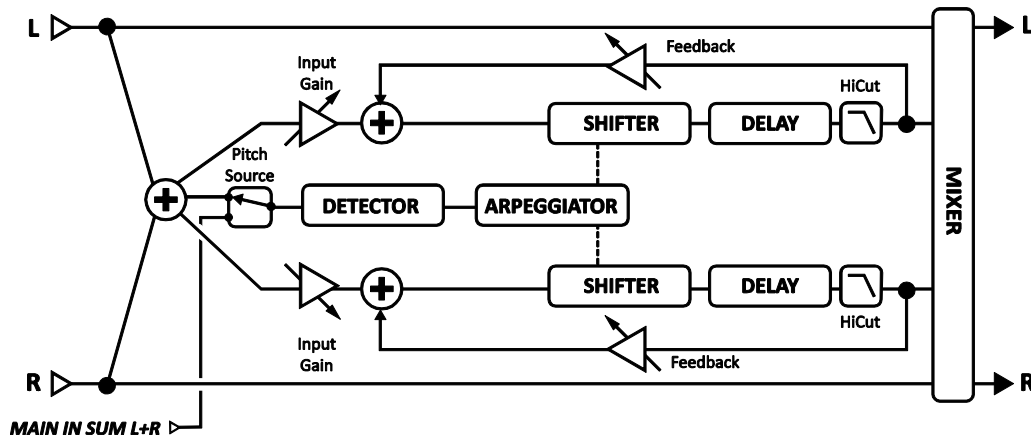 L
L
Feedback
Input
Gain
HiCut
SHIFTER
DELAY
Pitch
Source
DETECTOR
ARPEGGIATOR
MIXER
SHIFTER
DELAY
HiCut
Input
Gain
Feedback
R
R
MAIN IN SUM L+R